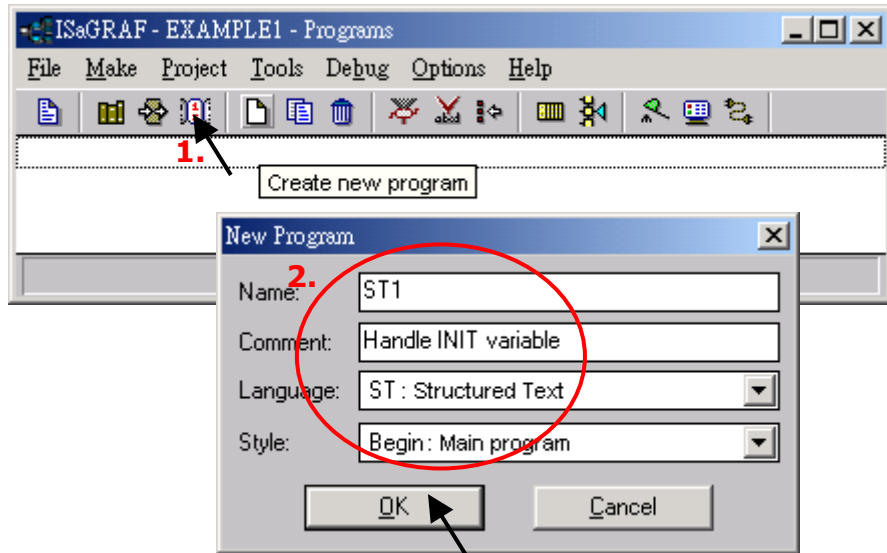 ISaGRAF - EXAMPLE1 - Programs
File Make Project Tools Debug Options Help
1.
Create new program
New Program
2.
Name: ST1
Comment: Handle INIT variable
Language: ST : Structured Text
Style: Begin : Main program
OK Cancel